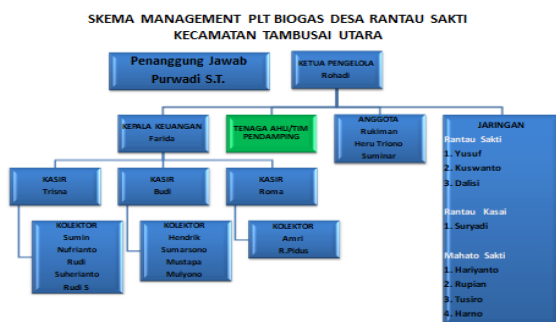 SKEMA MANAGEMENT PLT BIOGAS DESA RANTAU SAKTI
KECAMATAN TAMBUSAI UTARA
Penanggung Jawab
Purwadi S.T.
KETUA PENGELOLA
Rohadi
KEPALA KEUANGAN
Farida
TENAGA AHLI/TIM
PENDAMPING
ANGGOTA
Rukiman
Heru Triono
Suminar
JARINGAN
Rantau Sakti
1. Yusuf
2. Kuswanto
3. Dalisi
Rantau Kasai
1. Suryadi
Mahato Sakti
1. Hariyanto
2. Rupian
3. Tusiro
4. Harno
KASIR
Trisna
KASIR
Budi
KASIR
Roma
KOLEKTOR
Sumin
Nufrianto
Rudi
Suherianto
Rudi S
KOLEKTOR
Hendrik
Sumarsono
Mustapa
Mulyono
KOLEKTOR
Amri
R.Pidus